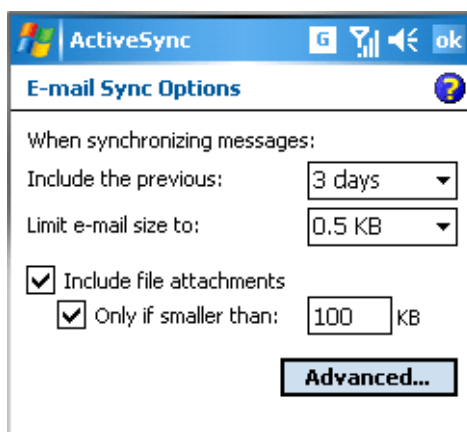 ActiveSync G ok
E-mail Sync Options ?
When synchronizing messages:
Include the previous: 3 days
Limit e-mail size to: 0.5 KB
Include file attachments
Only if smaller than: 100 KB
Advanced...